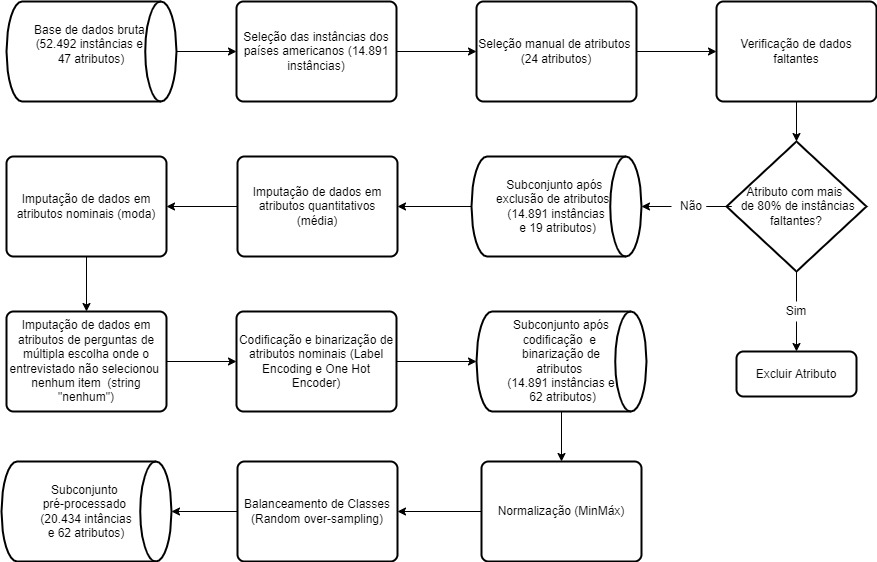 Base de dados bruta
(52.492 instâncias e
47 atributos)
Seleção das instâncias dos
países americanos (14.891
instâncias)
Seleção manual de atributos
(24 atributos)
Verificação de dados
faltantes
Atributo com mais
de 80% de instâncias
faltantes?
Não
Sim
Excluir Atributo
Subconjunto após
exclusão de atributos
(14.891 instâncias
e 19 atributos)
Imputação de dados em
atributos quantitativos
(média)
Imputação de dados em
atributos nominais (moda)
Imputação de dados em
atributos de perguntas de
múltipla escolha onde o
entrevistado não selecionou
nenhum item (string
"nenhum")
Codificação e binarização de
atributos nominais (Label
Encoding e One Hot
Encoder)
Subconjunto após
codificação e
binarização de
atributos
(14.891 instâncias e
62 atributos)
Normalização (MinMáx)
Balanceamento de Classes
(Random over-sampling)
Subconjunto
pré-processado
(20.434 intâncias
e 62 atributos)